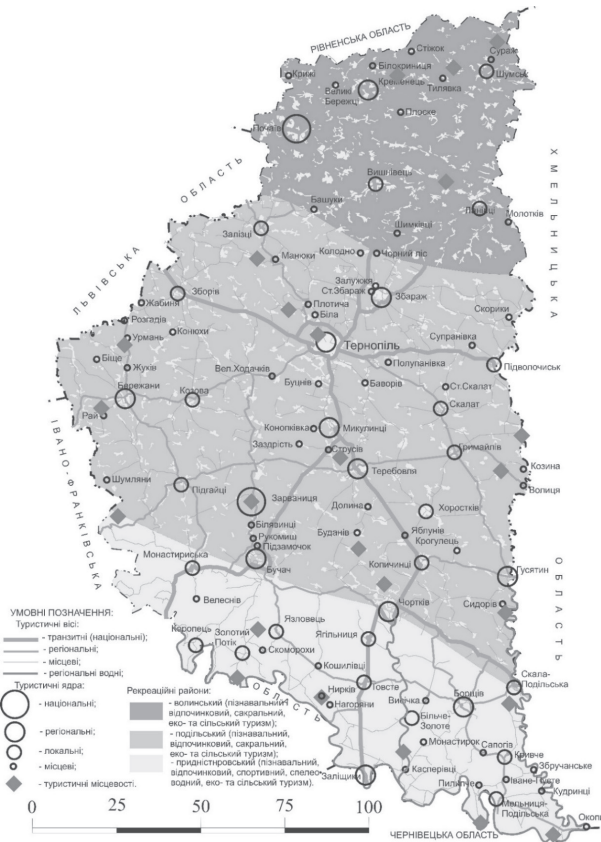 РІВНЕНСЬКА ОБЛАСТЬ
Стіжок
Сураж
Білокриниця
Крижі
Кременець
Шумськ
Великі
Бережці
Тилявка
Плоске
Почаїв
ЛЬВІВСЬКА ОБЛАСТЬ
ХМЕЛЬНИЦЬКА
Вишнівець
Башуки
Ланівці
Молотків
Шимківці
Залізці
Колодно
Чорний ліс
Манюки
Залужжя
Ст.Збараж
Збараж
Зборів
Жабиня
Плотича
Біла
Скорики
Розгадів
Конюхи
Урмань
Тернопіль
Супранівка
Біще
Жуків
Вел.Ходачків
Полупанівка
Підволочиськ
Буцнів
Баворів
Ст.Скалат
Бережани
Козова
Скалат
Рай
Конопківка
Микулинці
Заздрість
Струсів
Гримайлів
ІВАНО-ФРАНКІВСЬКА
Теребовля
Козина
Шумляни
Підгайці
Волиця
Зарваниця
Долина
Хоростків
Білявинці
Буданів
Яблунів
Рукомиш
Крогулець
Підзамочок
Монастириська
Бучач
Копичинці
Гусятин
ОБЛАСТЬ
Велеснів
Чортків
Сидорів
УМОВНІ ПОЗНАЧЕННЯ:
Туристичні вісі:
- транзитні (національні);
- регіональні;
- місцеві;
- регіональні водні;
Туристичні ядра:
- національні;
- регіональні;
- локальні;
- місцеві;
- туристичні місцевості.
Коропець
Золотий
Потік
Язловець
Ягільниця
Скоморохи
Кошилівці
ОБЛАСТЬ
Скала-
Подільська
Рекреаційні райони:
- волинський (пізнавальний,
відпочинковий, сакральний,
еко- та сільський туризм);
- подільський (пізнавальний,
відпочинковий, сакральний,
еко- та сільський туризм);
- придністровський (пізнавальний,
відпочинковий, спортивний, спелео-
водний, еко- та сільський туризм).
Нирків
Товсте
Нагоряни
Борщів
Більче-
Золоте
Монастирок
Сапогів
Кривче
Збручанське
Заліщики
Касперівці
Пилипче
Іване-Пусте
Кудринці
Мельниця-
Подільська
Окопи
0 25 50 75 100
ЧЕРНІВЕЦЬКА ОБЛАСТЬ